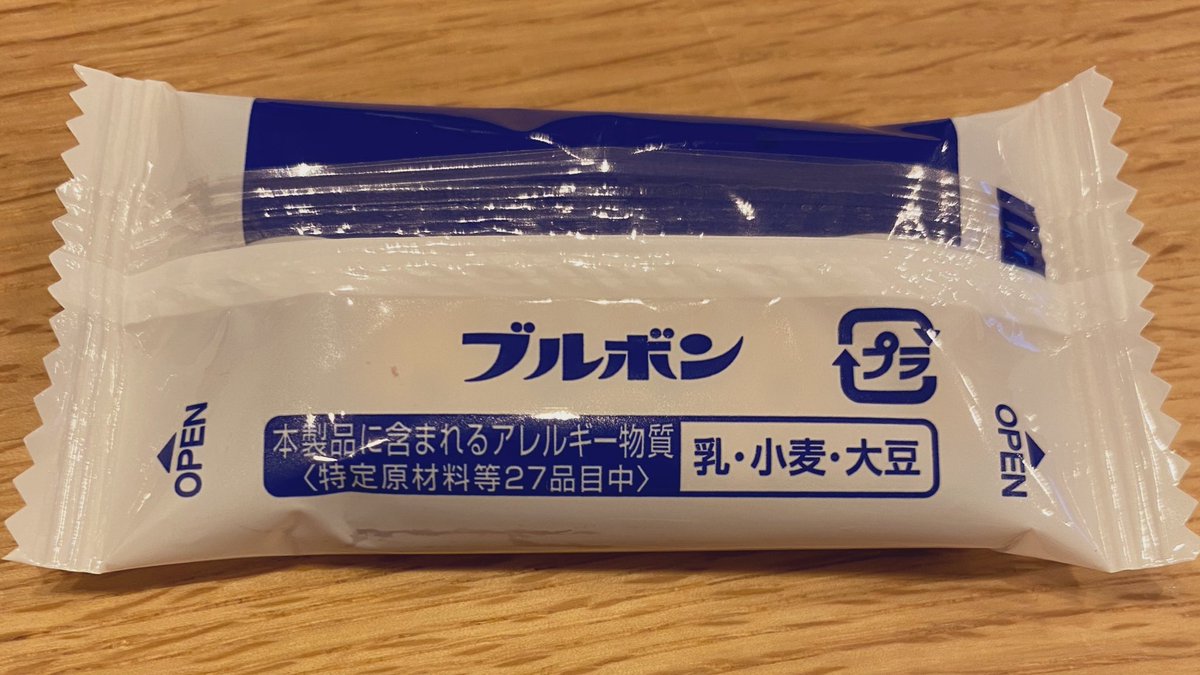 ブルボン
プラ
本製品に含まれるアレルギー物質
〈特定原材料等27品目中〉
乳・小麦・大豆
OPEN
OPEN